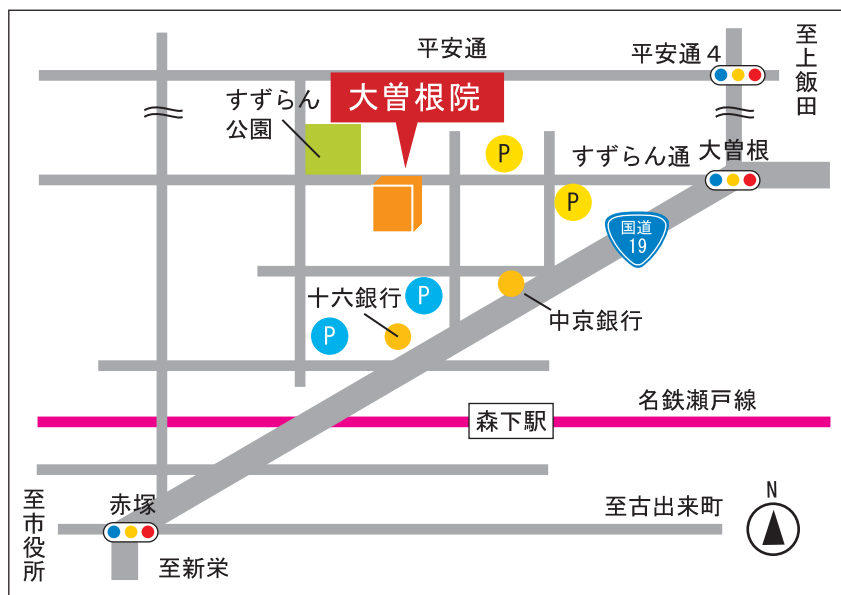 平安通
平安通4
至上飯田
すずらん
公園
大曽根院
P
すずらん通
大曽根
P
国道
19
十六銀行
P
P
中京銀行
名鉄瀬戸線
森下駅
至市役所
赤塚
至古出来町
N
至新栄